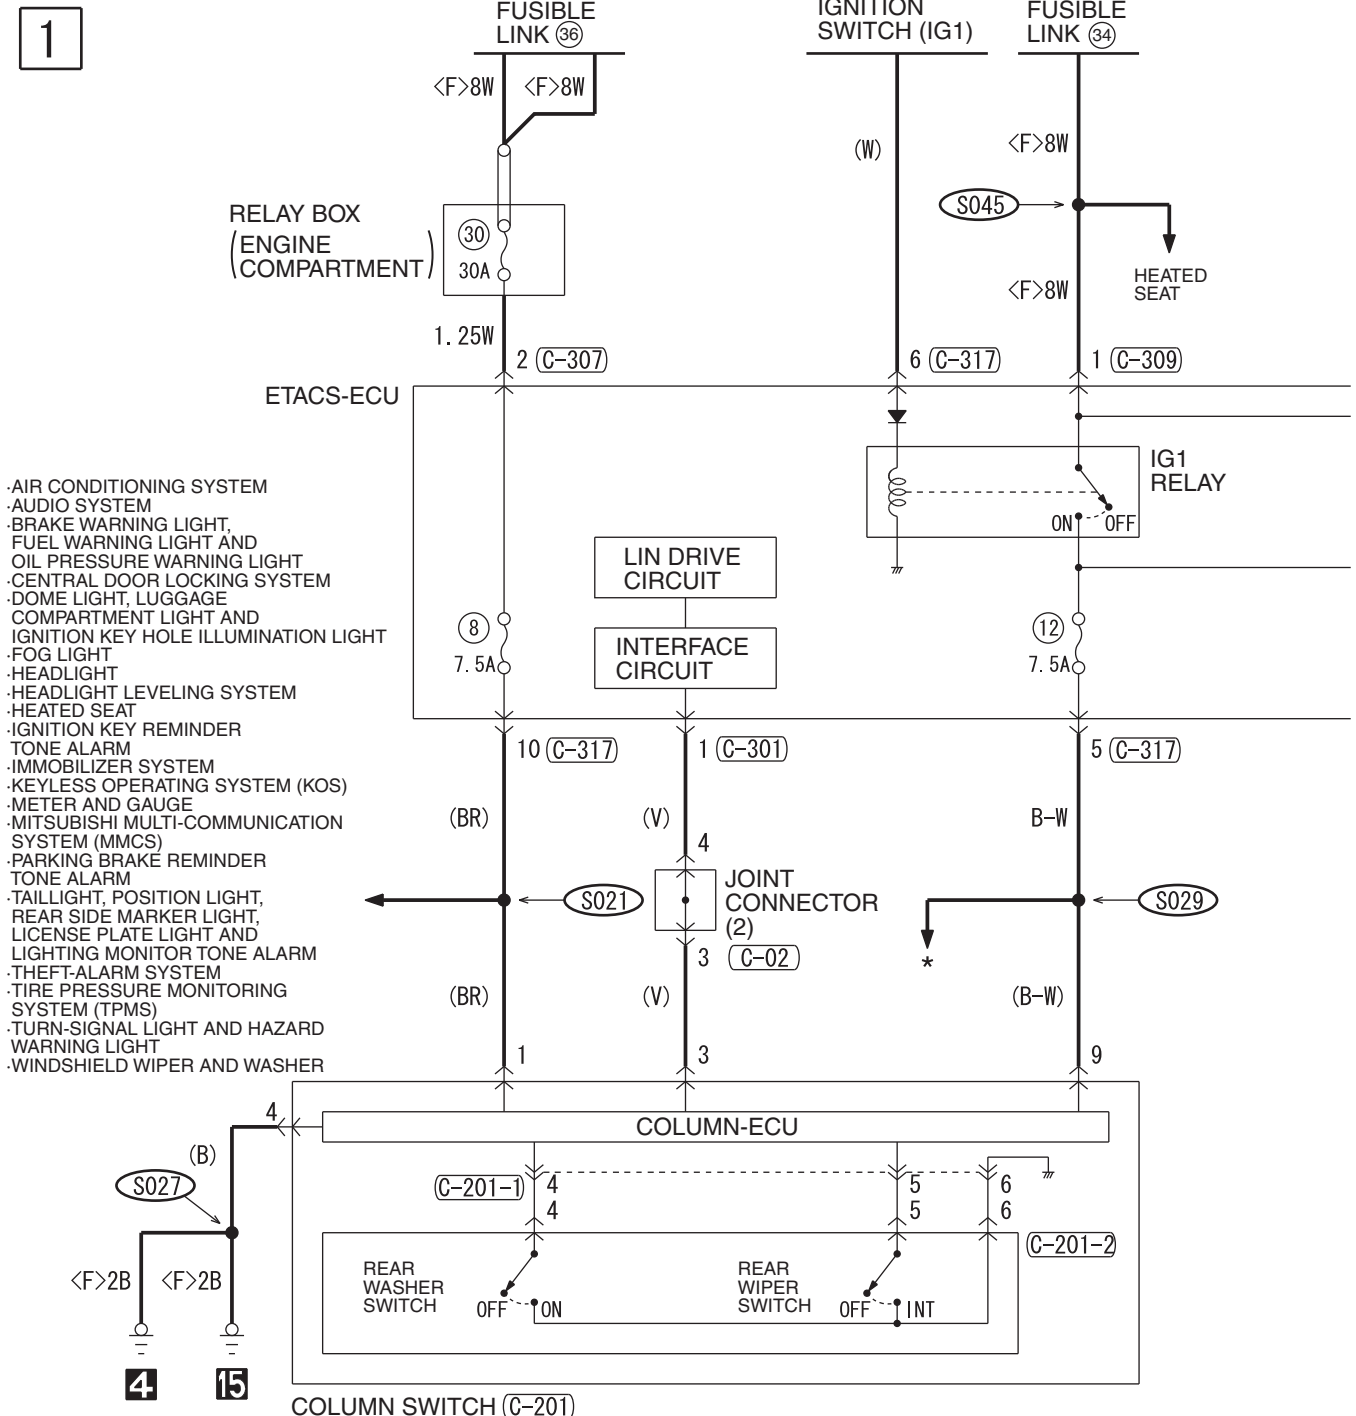 1
FUSIBLE
LINK 36
IGNITION
SWITCH (IG1)
FUSIBLE
LINK 34
<F>8W
<F>8W
(W)
<F>8W
S045
RELAY BOX
(ENGINE
COMPARTMENT)
30
30A
HEATED
SEAT
<F>8W
1.25W
2 (C-307)
6 (C-317)
1 (C-309)
ETACS-ECU
IG1
RELAY
ON OFF
·AIR CONDITIONING SYSTEM
·AUDIO SYSTEM
·BRAKE WARNING LIGHT,
FUEL WARNING LIGHT AND
OIL PRESSURE WARNING LIGHT
·CENTRAL DOOR LOCKING SYSTEM
·DOME LIGHT, LUGGAGE
COMPARTMENT LIGHT AND
IGNITION KEY HOLE ILLUMINATION LIGHT
·FOG LIGHT
·HEADLIGHT
·HEADLIGHT LEVELING SYSTEM
·HEATED SEAT
·IGNITION KEY REMINDER
TONE ALARM
·IMMOBILIZER SYSTEM
·KEYLESS OPERATING SYSTEM (KOS)
·METER AND GAUGE
·MITSUBISHI MULTI-COMMUNICATION
SYSTEM (MMCS)
·PARKING BRAKE REMINDER
TONE ALARM
·TAILLIGHT, POSITION LIGHT,
REAR SIDE MARKER LIGHT,
LICENSE PLATE LIGHT AND
LIGHTING MONITOR TONE ALARM
·THEFT-ALARM SYSTEM
·TIRE PRESSURE MONITORING
SYSTEM (TPMS)
·TURN-SIGNAL LIGHT AND HAZARD
WARNING LIGHT
·WINDSHIELD WIPER AND WASHER
LIN DRIVE
CIRCUIT
INTERFACE
CIRCUIT
8
7.5A
12
7.5A
10 (C-317)
1 (C-301)
5 (C-317)
(BR)
(V)
B-W
4
S021
JOINT
CONNECTOR
(2)
S029
*
3 (C-02)
(BR)
(V)
(B-W)
1
3
9
4
COLUMN-ECU
(B)
S027
(C-201-1)
4
5
6
4
5
6
(C-201-2)
<F>2B
<F>2B
REAR
WASHER
SWITCH
OFF ON
REAR
WIPER
SWITCH
OFF INT
4
15
COLUMN SWITCH (C-201)